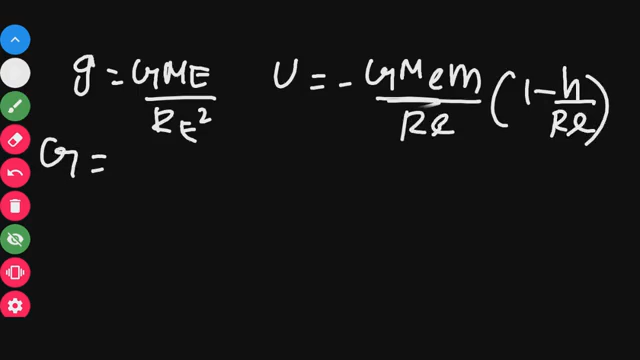 g = GME/RE² U = - GMem/Re (1 - h/Re)
G =